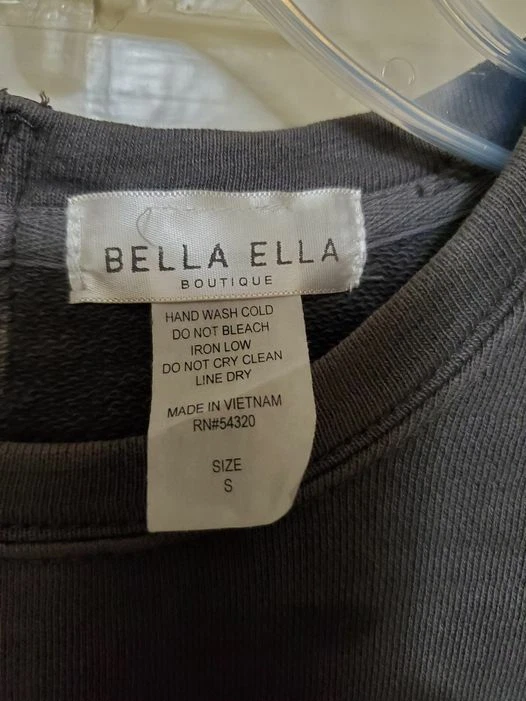 BELLA ELLA
BOUTIQUE
HAND WASH COLD
DO NOT BLEACH
IRON LOW
DO NOT CRY CLEAN
LINE DRY
MADE IN VIETNAM
RN#54320
SIZE
S